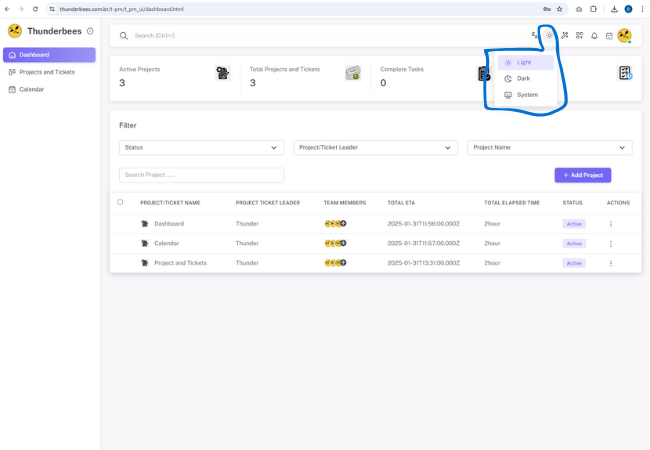 thunderbees.com.br/t-pm/t_pm_ui/dashboard.html
Thunderbees
Search (Ctrl+/)
Dashboard
Projects and Tickets
Calendar
Active Projects
3
Total Projects and Tickets
3
Complete Tasks
0
Light
Dark
System
Filter
Status
Project/Ticket Leader
Project Name
Search Project ......
+ Add Project
PROJECT/TICKET NAME PROJECT TICKET LEADER TEAM MEMBERS TOTAL ETA TOTAL ELAPSED TIME STATUS ACTIONS
Dashboard Thunder 2025-01-31T11:56:00.000Z 2hour Active
Calendar Thunder 2025-01-31T11:57:00.000Z 2hour Active
Project and Tickets Thunder 2025-01-31T13:31:00.000Z 2hour Active